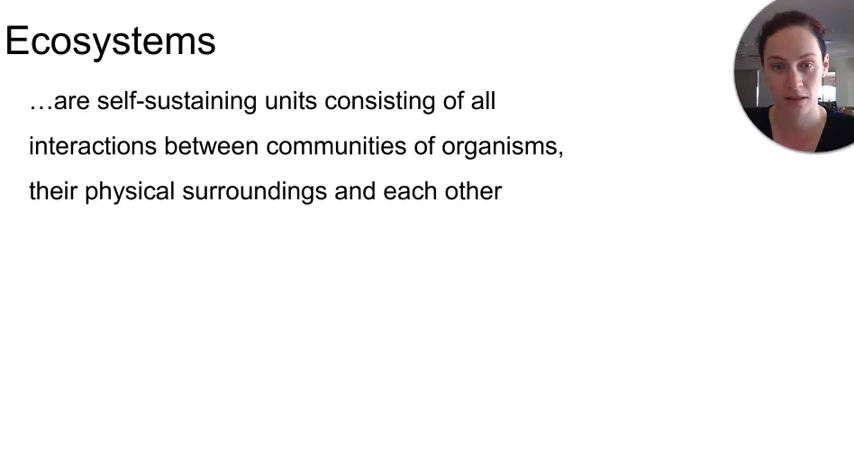 Ecosystems
…are self-sustaining units consisting of all
interactions between communities of organisms,
their physical surroundings and each other